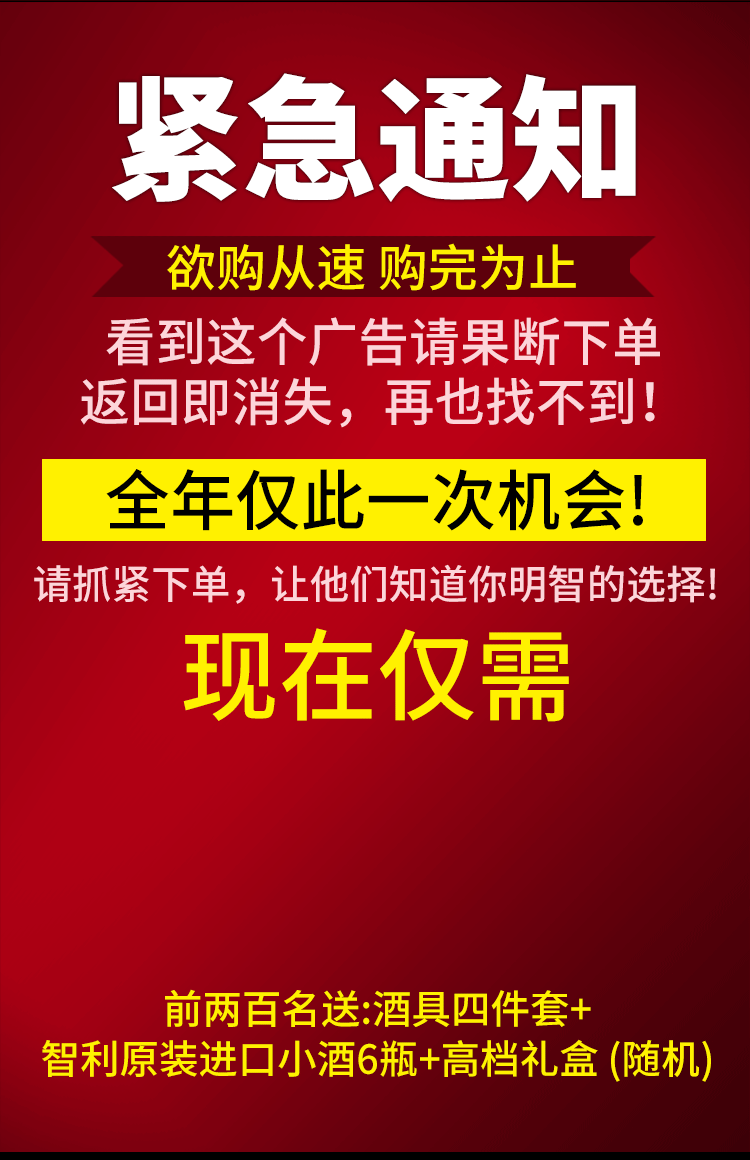 紧急通知
欲购从速 购完为止
看到这个广告请果断下单
返回即消失，再也找不到！
全年仅此一次机会!
请抓紧下单，让他们知道你明智的选择!
现在仅需
前两百名送:酒具四件套+
智利原装进口小酒6瓶+高档礼盒 (随机)